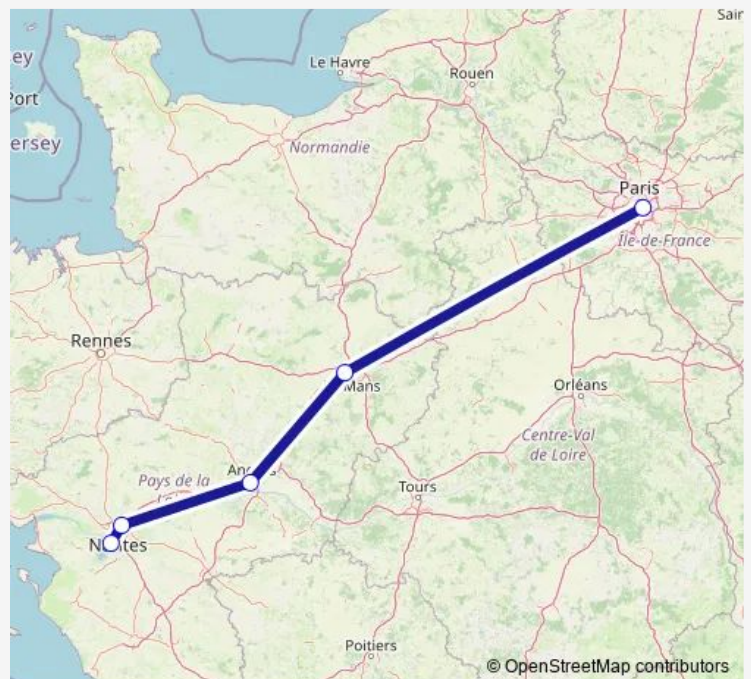 Sair
ey
Le Havre
Rouen
Port
ersey
Normandie
Paris
Île-de-France
Rennes
Mans
Orléans
Centre-Val
de Loire
Pays de la
Tours
Poitiers
© OpenStreetMap contributors